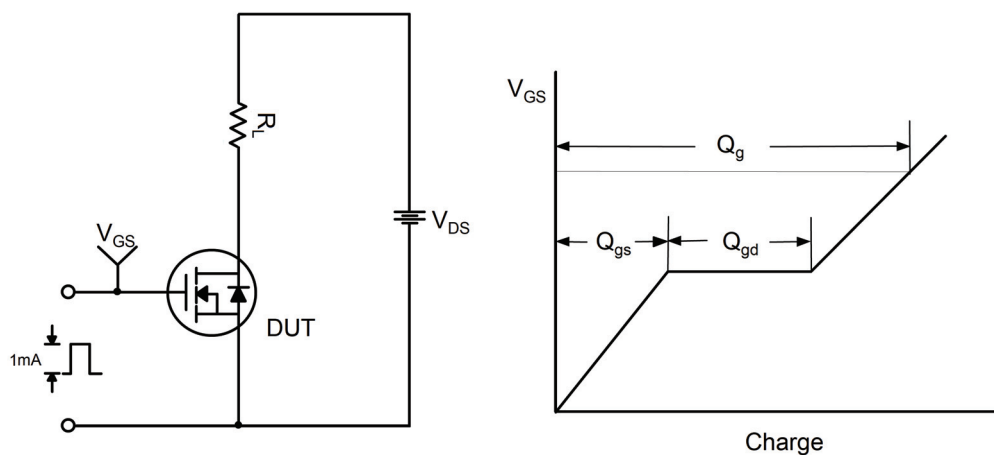 R_L
V_DS
V_GS
DUT
1mA
V_GS
Q_g
Q_gs
Q_gd
Charge